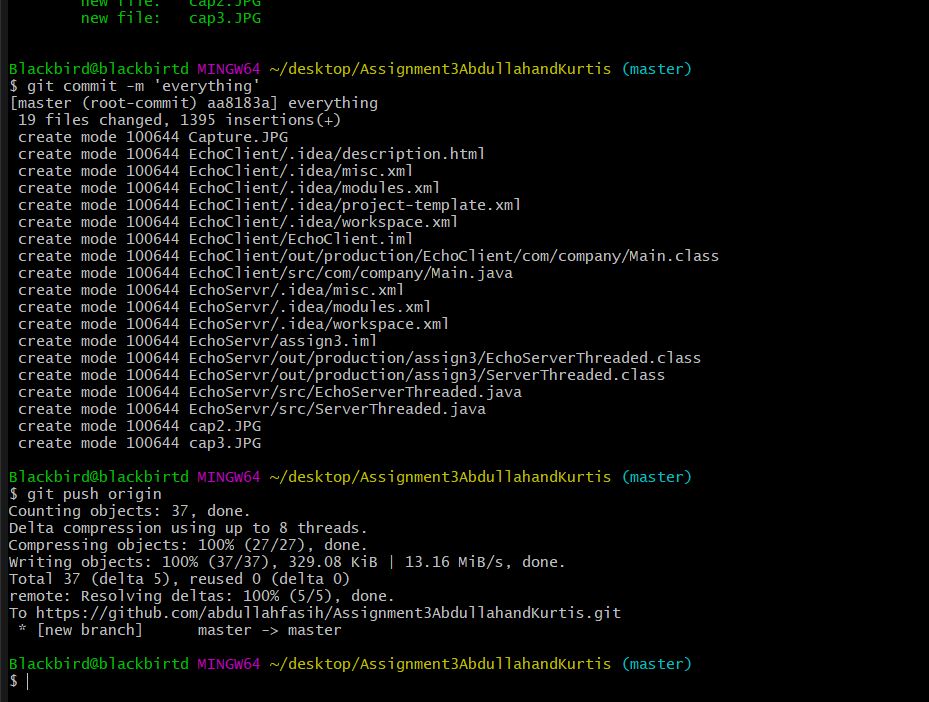 new file:   cap2.JPG
new file:   cap3.JPG
Blackbird@blackbirtd MINGW64 ~/desktop/Assignment3AbdullahandKurtis (master)
$ git commit -m 'everything'
[master (root-commit) aa8183a] everything
 19 files changed, 1395 insertions(+)
 create mode 100644 Capture.JPG
 create mode 100644 EchoClient/.idea/description.html
 create mode 100644 EchoClient/.idea/misc.xml
 create mode 100644 EchoClient/.idea/modules.xml
 create mode 100644 EchoClient/.idea/project-template.xml
 create mode 100644 EchoClient/.idea/workspace.xml
 create mode 100644 EchoClient/EchoClient.iml
 create mode 100644 EchoClient/out/production/EchoClient/com/company/Main.class
 create mode 100644 EchoClient/src/com/company/Main.java
 create mode 100644 EchoServr/.idea/misc.xml
 create mode 100644 EchoServr/.idea/modules.xml
 create mode 100644 EchoServr/.idea/workspace.xml
 create mode 100644 EchoServr/assign3.iml
 create mode 100644 EchoServr/out/production/assign3/EchoServerThreaded.class
 create mode 100644 EchoServr/out/production/assign3/ServerThreaded.class
 create mode 100644 EchoServr/src/EchoServerThreaded.java
 create mode 100644 EchoServr/src/ServerThreaded.java
 create mode 100644 cap2.JPG
 create mode 100644 cap3.JPG
Blackbird@blackbirtd MINGW64 ~/desktop/Assignment3AbdullahandKurtis (master)
$ git push origin
Counting objects: 37, done.
Delta compression using up to 8 threads.
Compressing objects: 100% (27/27), done.
Writing objects: 100% (37/37), 329.08 KiB | 13.16 MiB/s, done.
Total 37 (delta 5), reused 0 (delta 0)
remote: Resolving deltas: 100% (5/5), done.
To https://github.com/abdullahfasih/Assignment3AbdullahandKurtis.git
 * [new branch]      master -> master
Blackbird@blackbirtd MINGW64 ~/desktop/Assignment3AbdullahandKurtis (master)
$